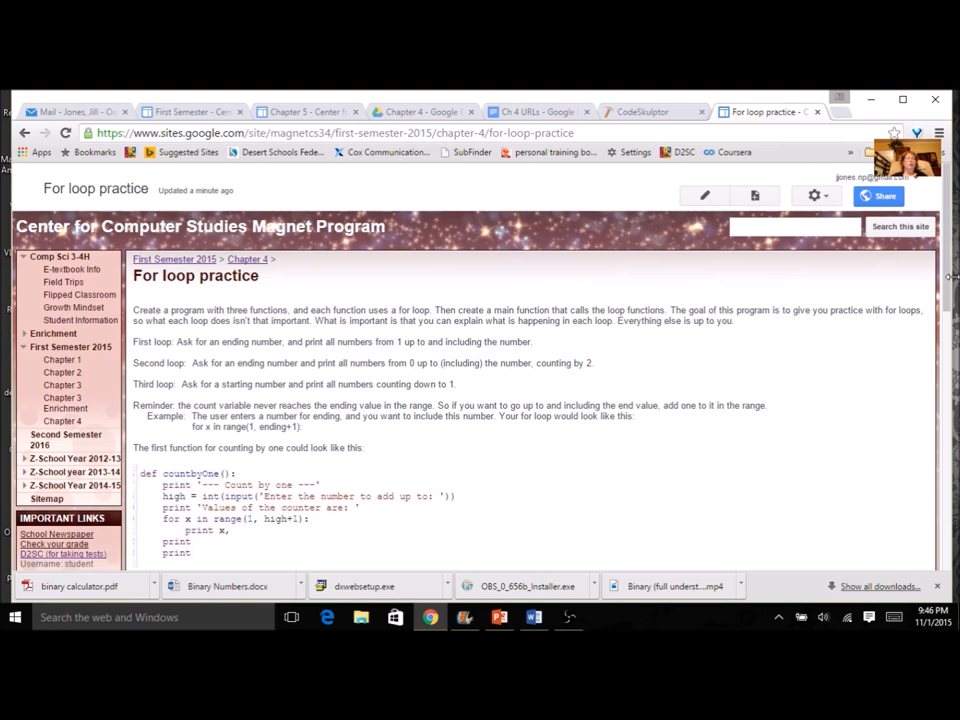 Mail - Jones, Jill - O
First Semester - Cen
Chapter 5 - Center f
Chapter 4 - Google
Ch 4 URLs - Google
CodeSkulptor
For loop practice - C
https://www.sites.google.com/site/magnetcs34/first-semester-2015/chapter-4/for-loop-practice
Apps Bookmarks Suggested Sites Desert Schools Fede... Cox Communication... SubFinder personal training bo... Settings D2SC Coursera »
jjones.np@gmail.com
For loop practice Updated a minute ago
Share
Center for Computer Studies Magnet Program
Search this site
Comp Sci 3-4H
E-textbook Info
Field Trips
Flipped Classroom
Growth Mindset
Student Information
Enrichment
First Semester 2015
Chapter 1
Chapter 2
Chapter 3
Chapter 3
Enrichment
Chapter 4
Second Semester
2016
Z-School Year 2012-13
Z-School year 2013-14
Z-School Year 2014-15
Sitemap
IMPORTANT LINKS
School Newspaper
Check your grade
D2SC (for taking tests)
Username: student
First Semester 2015 > Chapter 4 >
For loop practice
Create a program with three functions, and each function uses a for loop. Then create a main function that calls the loop functions. The goal of this program is to give you practice with for loops,
so what each loop does isn't that important. What is important is that you can explain what is happening in each loop. Everything else is up to you.
First loop: Ask for an ending number, and print all numbers from 1 up to and including the number.
Second loop: Ask for an ending number and print all numbers from 0 up to (including) the number, counting by 2.
Third loop: Ask for a starting number and print all numbers counting down to 1.
Reminder: the count variable never reaches the ending value in the range. So if you want to go up to and including the end value, add one to it in the range.
Example: The user enters a number for ending, and you want to include this number. Your for loop would look like this:
for x in range(1, ending+1):
The first function for counting by one could look like this:
def countbyOne():
print '--- Count by one ---'
high = int(input('Enter the number to add up to: '))
print 'Values of the counter are: '
for x in range(1, high+1):
print x,
print
print
binary calculator.pdf
Binary Numbers.docx
dxwebsetup.exe
OBS_0_656b_Installer.exe
Binary (full underst....mp4
Show all downloads...
Search the web and Windows
9:46 PM
11/1/2015